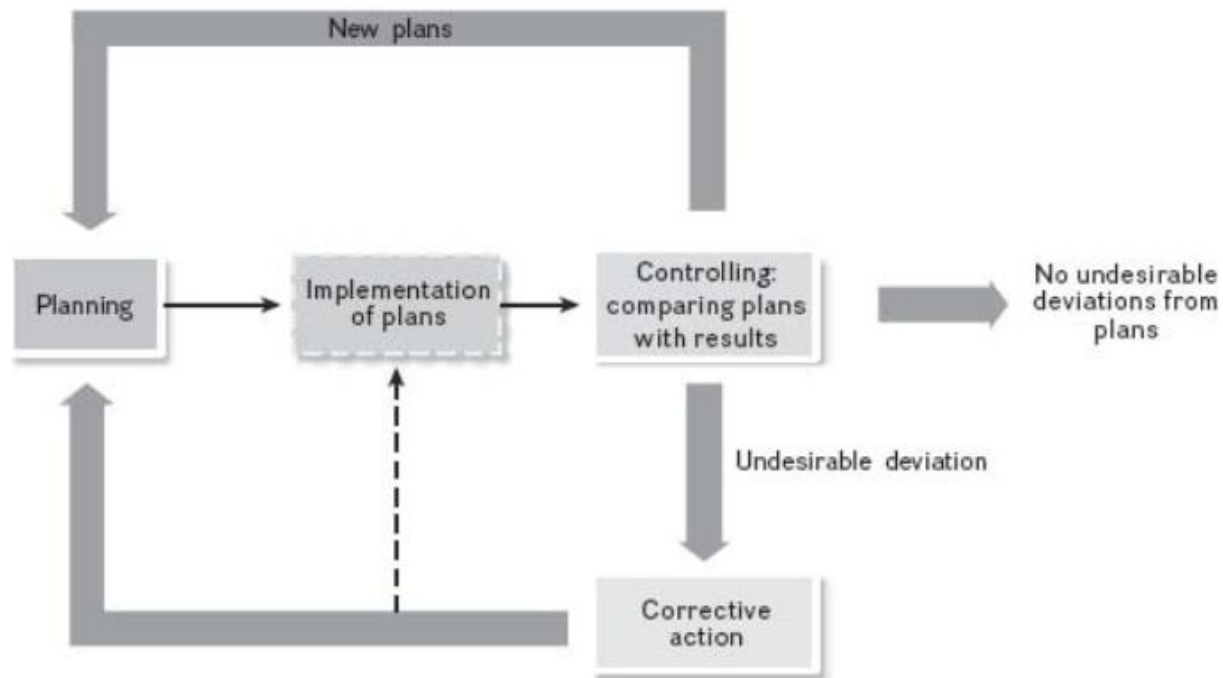 New plans
Planning
Implementation
of plans
Controlling:
comparing plans
with results
No undesirable
deviations from
plans
Undesirable deviation
Corrective
action